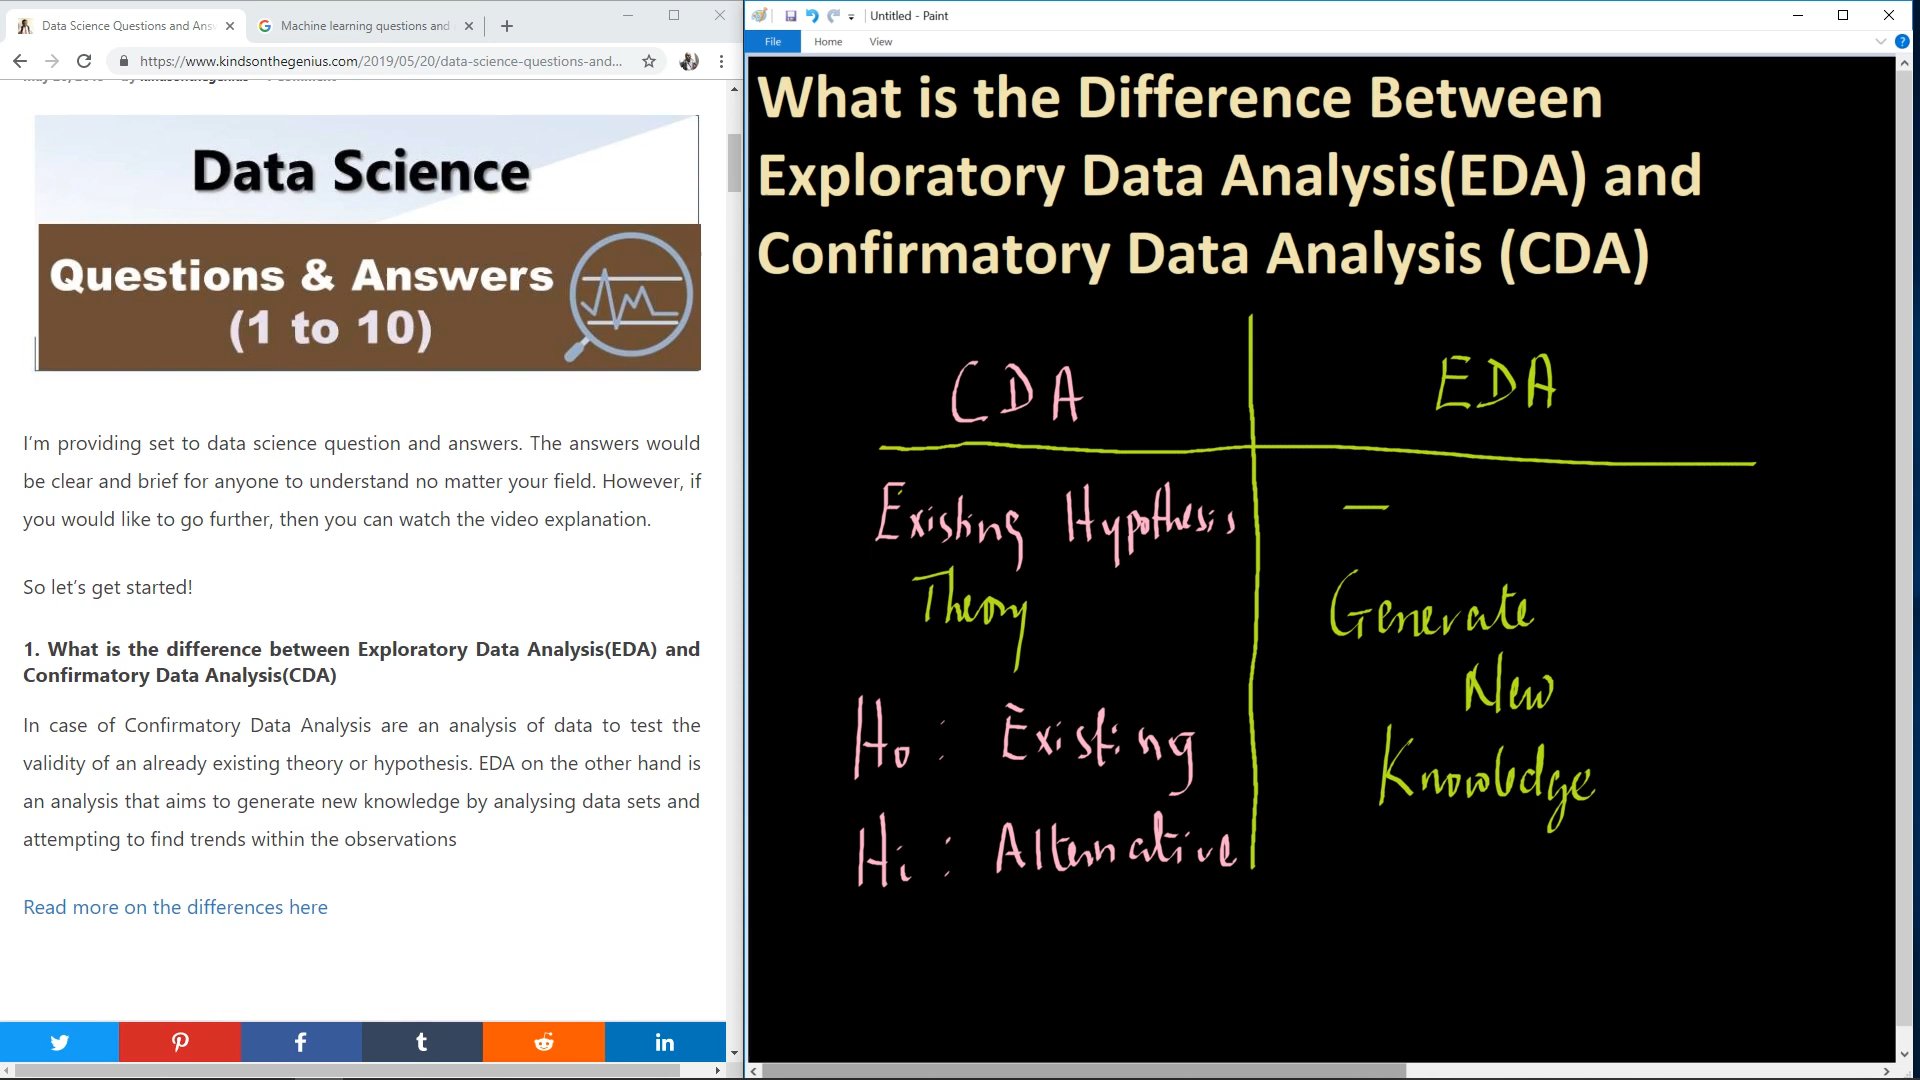 Data Science Questions and Ans
Machine learning questions and
https://www.kindsonthegenius.com/2019/05/20/data-science-questions-and...
Data Science
Questions & Answers
(1 to 10)
I'm providing set to data science question and answers. The answers would
be clear and brief for anyone to understand no matter your field. However, if
you would like to go further, then you can watch the video explanation.
So let's get started!
1. What is the difference between Exploratory Data Analysis(EDA) and
Confirmatory Data Analysis(CDA)
In case of Confirmatory Data Analysis are an analysis of data to test the
validity of an already existing theory or hypothesis. EDA on the other hand is
an analysis that aims to generate new knowledge by analysing data sets and
attempting to find trends within the observations
Read more on the differences here
Untitled - Paint
File Home View
What is the Difference Between
Exploratory Data Analysis(EDA) and
Confirmatory Data Analysis (CDA)
CDA
EDA
Existing Hypothesis
Theory
Ho : Existing
Hi : Alternative
Generate
New
Knowledge